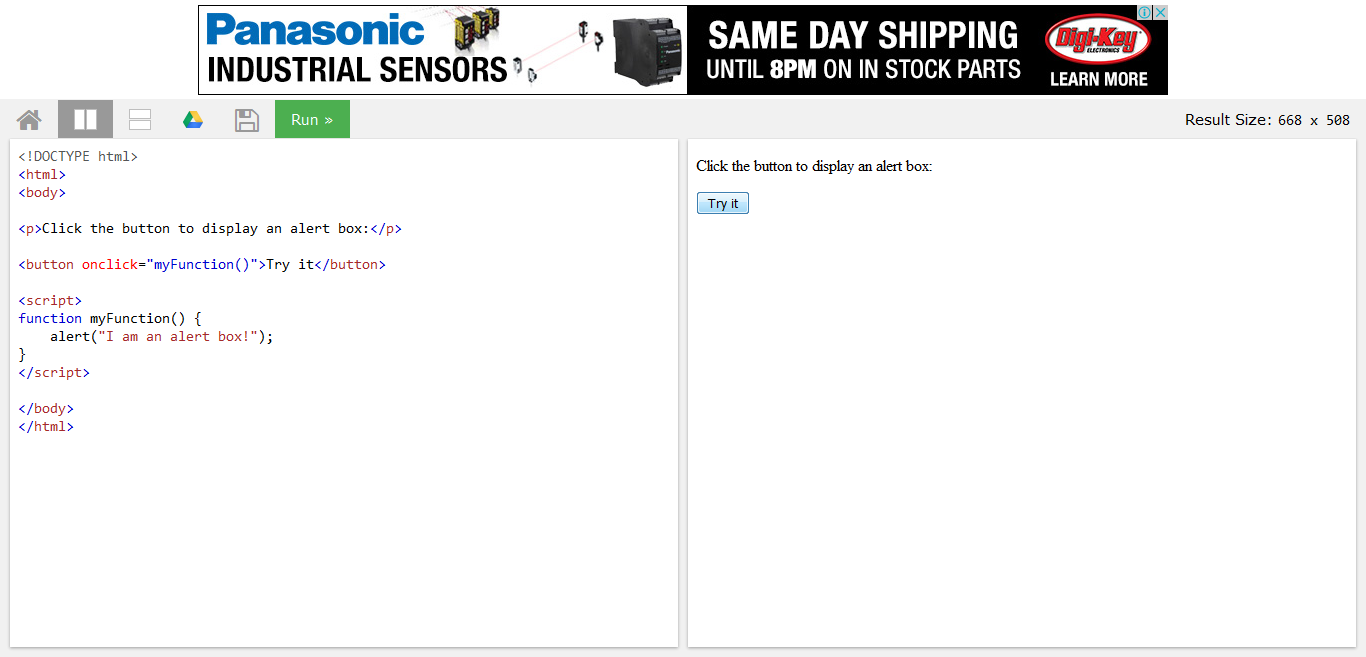 Panasonic
INDUSTRIAL SENSORS
SAME DAY SHIPPING
UNTIL 8PM ON IN STOCK PARTS
Digi-Key
ELECTRONICS
LEARN MORE
Run »
Result Size: 668 x 508
<!DOCTYPE html>
<html>
<body>
<p>Click the button to display an alert box:</p>
<button onclick="myFunction()">Try it</button>
<script>
function myFunction() {
    alert("I am an alert box!");
}
</script>
</body>
</html>
Click the button to display an alert box:
Try it